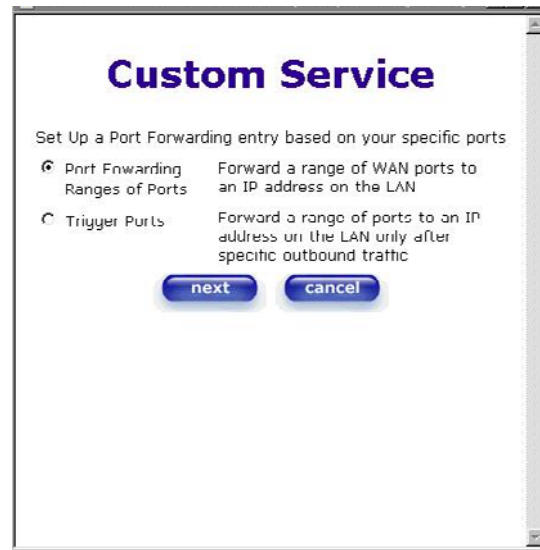 Custom Service
Set Up a Port Forwarding entry based on your specific ports
Port Fowarding
Ranges of Ports
Forward a range of WAN ports to
an IP address on the LAN
Trigger Ports
Forward a range of ports to an IP
address on the LAN only after
specific outbound traffic
next
cancel